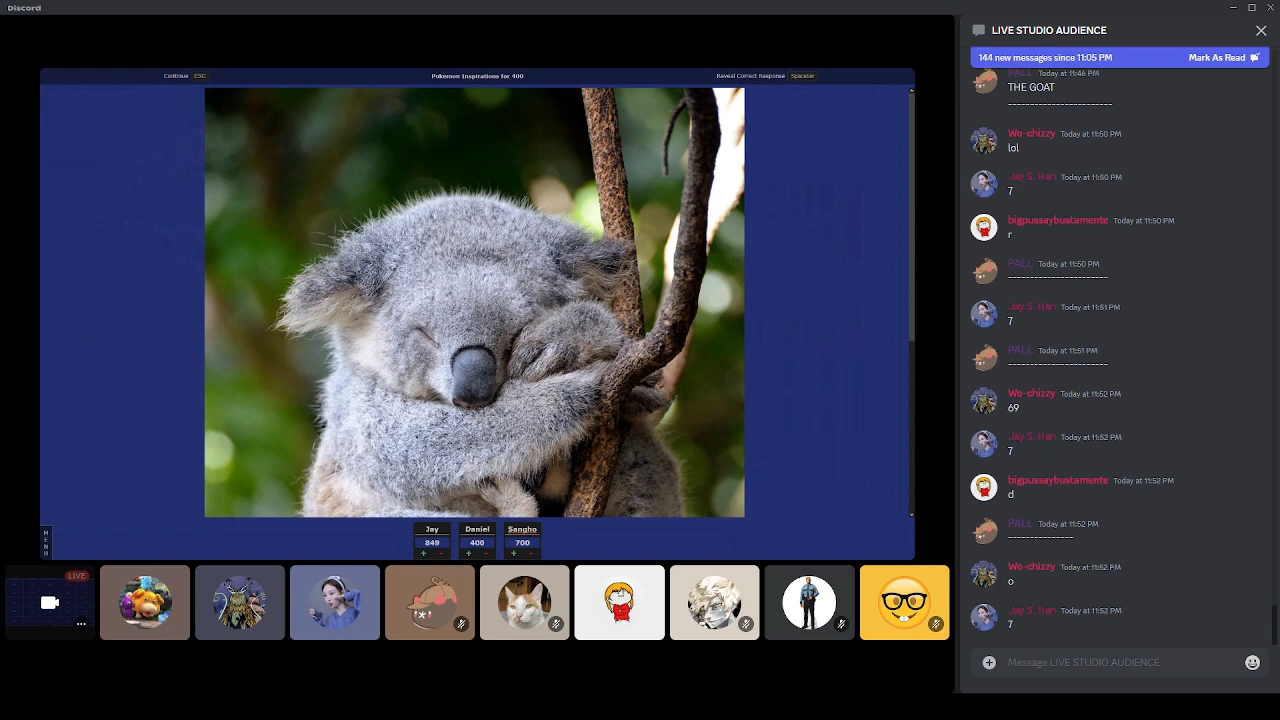 Discord
LIVE STUDIO AUDIENCE
144 new messages since 11:05 PM Mark As Read
Continue ESC Pokemon Inspirations for 400 Reveal Correct Response Spacebar
PALL Today at 11:46 PM
THE GOAT
------------------------
Wo-chizzy Today at 11:50 PM
lol
Jay S. Han Today at 11:50 PM
7
bigpussaybustamente Today at 11:50 PM
r
PALL Today at 11:50 PM
-----------------------
Jay S. Han Today at 11:51 PM
7
PALL Today at 11:51 PM
-----------------------
Wo-chizzy Today at 11:52 PM
69
Jay S. Han Today at 11:52 PM
7
bigpussaybustamente Today at 11:52 PM
d
PALL Today at 11:52 PM
---------------
Wo-chizzy Today at 11:52 PM
o
Jay S. Han Today at 11:52 PM
7
Message LIVE STUDIO AUDIENCE
MENU
Jay Daniel Sangho
849 400 700
+ - + - + -
LIVE